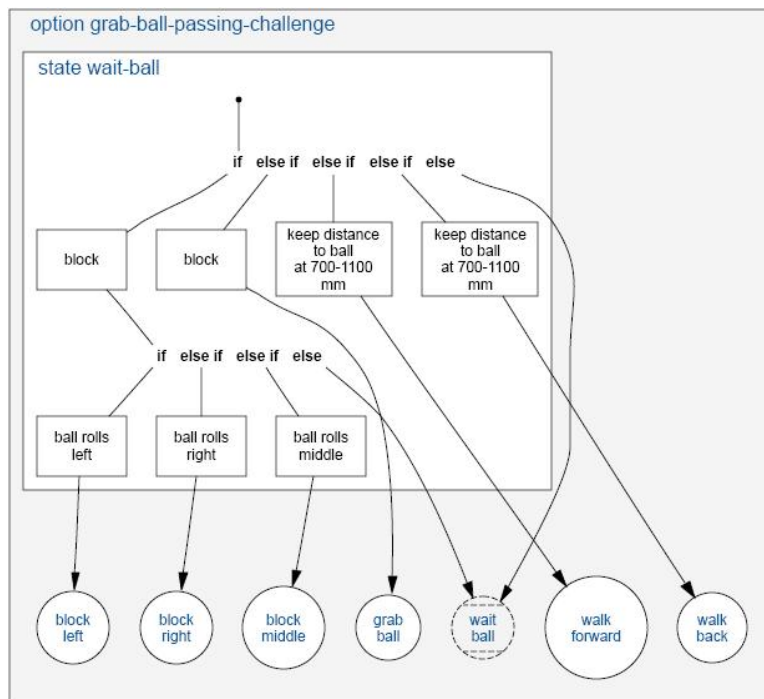 option grab-ball-passing-challenge
state wait-ball
if else if else if else if else
block
block
keep distance
to ball
at 700-1100
mm
keep distance
to ball
at 700-1100
mm
if else if else if else
ball rolls
left
ball rolls
right
ball rolls
middle
block
left
block
right
block
middle
grab
ball
wait
ball
walk
forward
walk
back